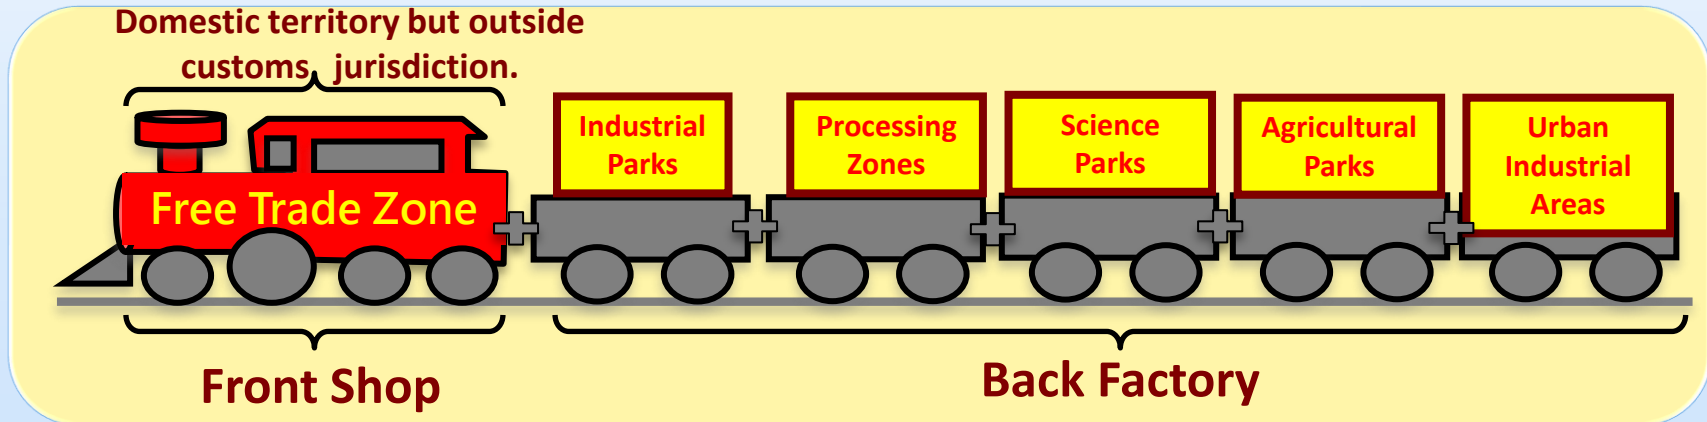 Domestic territory but outside
customs, jurisdiction.
Free Trade Zone
Industrial
Parks
Processing
Zones
Science
Parks
Agricultural
Parks
Urban
Industrial
Areas
Front Shop
Back Factory